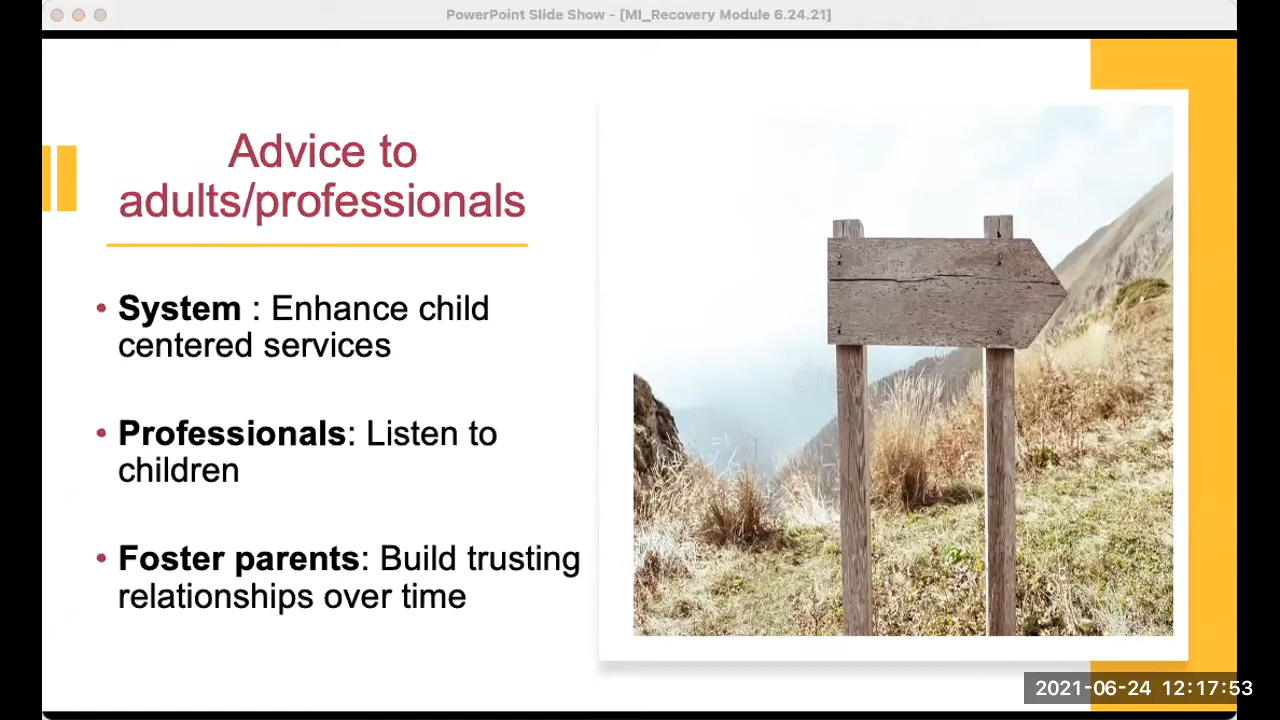 PowerPoint Slide Show - [MI_Recovery Module 6.24.21]
Advice to
adults/professionals
• System : Enhance child
centered services
• Professionals: Listen to
children
• Foster parents: Build trusting
relationships over time
2021-06-24 12:17:53